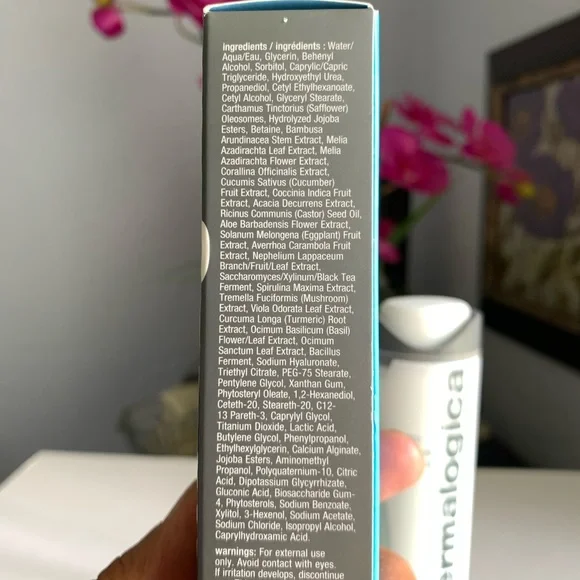 ingredients / ingrédients : Water/
Aqua/Eau, Glycerin, Behenyl
Alcohol, Sorbitol, Caprylic/Capric
Triglyceride, Hydroxyethyl Urea,
Propanediol, Cetyl Ethylhexanoate,
Cetyl Alcohol, Glyceryl Stearate,
Carthamus Tinctorius (Safflower)
Oleosomes, Hydrolyzed Jojoba
Esters, Betaine, Bambusa
Arundinacea Stem Extract, Melia
Azadirachta Leaf Extract, Melia
Azadirachta Flower Extract,
Corallina Officinalis Extract,
Cucumis Sativus (Cucumber)
Fruit Extract, Coccinia Indica Fruit
Extract, Acacia Decurrens Extract,
Ricinus Communis (Castor) Seed Oil,
Aloe Barbadensis Flower Extract,
Solanum Melongena (Eggplant) Fruit
Extract, Averrhoa Carambola Fruit
Extract, Nephelium Lappaceum
Branch/Fruit/Leaf Extract,
Saccharomyces/Xylinum/Black Tea
Ferment, Spirulina Maxima Extract,
Tremella Fuciformis (Mushroom)
Extract, Viola Odorata Leaf Extract,
Curcuma Longa (Turmeric) Root
Extract, Ocimum Basilicum (Basil)
Flower/Leaf Extract, Ocimum
Sanctum Leaf Extract, Bacillus
Ferment, Sodium Hyaluronate,
Triethyl Citrate, PEG-75 Stearate,
Pentylene Glycol, Xanthan Gum,
Phytosteryl Oleate, 1,2-Hexanediol,
Ceteth-20, Steareth-20, C12-
13 Pareth-3, Caprylyl Glycol,
Titanium Dioxide, Lactic Acid,
Butylene Glycol, Phenylpropanol,
Ethylhexylglycerin, Calcium Alginate,
Jojoba Esters, Aminomethyl
Propanol, Polyquaternium-10, Citric
Acid, Dipotassium Glycyrrhizate,
Gluconic Acid, Biosaccharide Gum-
4, Phytosterols, Sodium Benzoate,
Xylitol, 3-Hexenol, Sodium Acetate,
Sodium Chloride, Isopropyl Alcohol,
Caprylhydroxamic Acid.
warnings: For external use
only. Avoid contact with eyes.
If irritation develops, discontinue
ermalogica